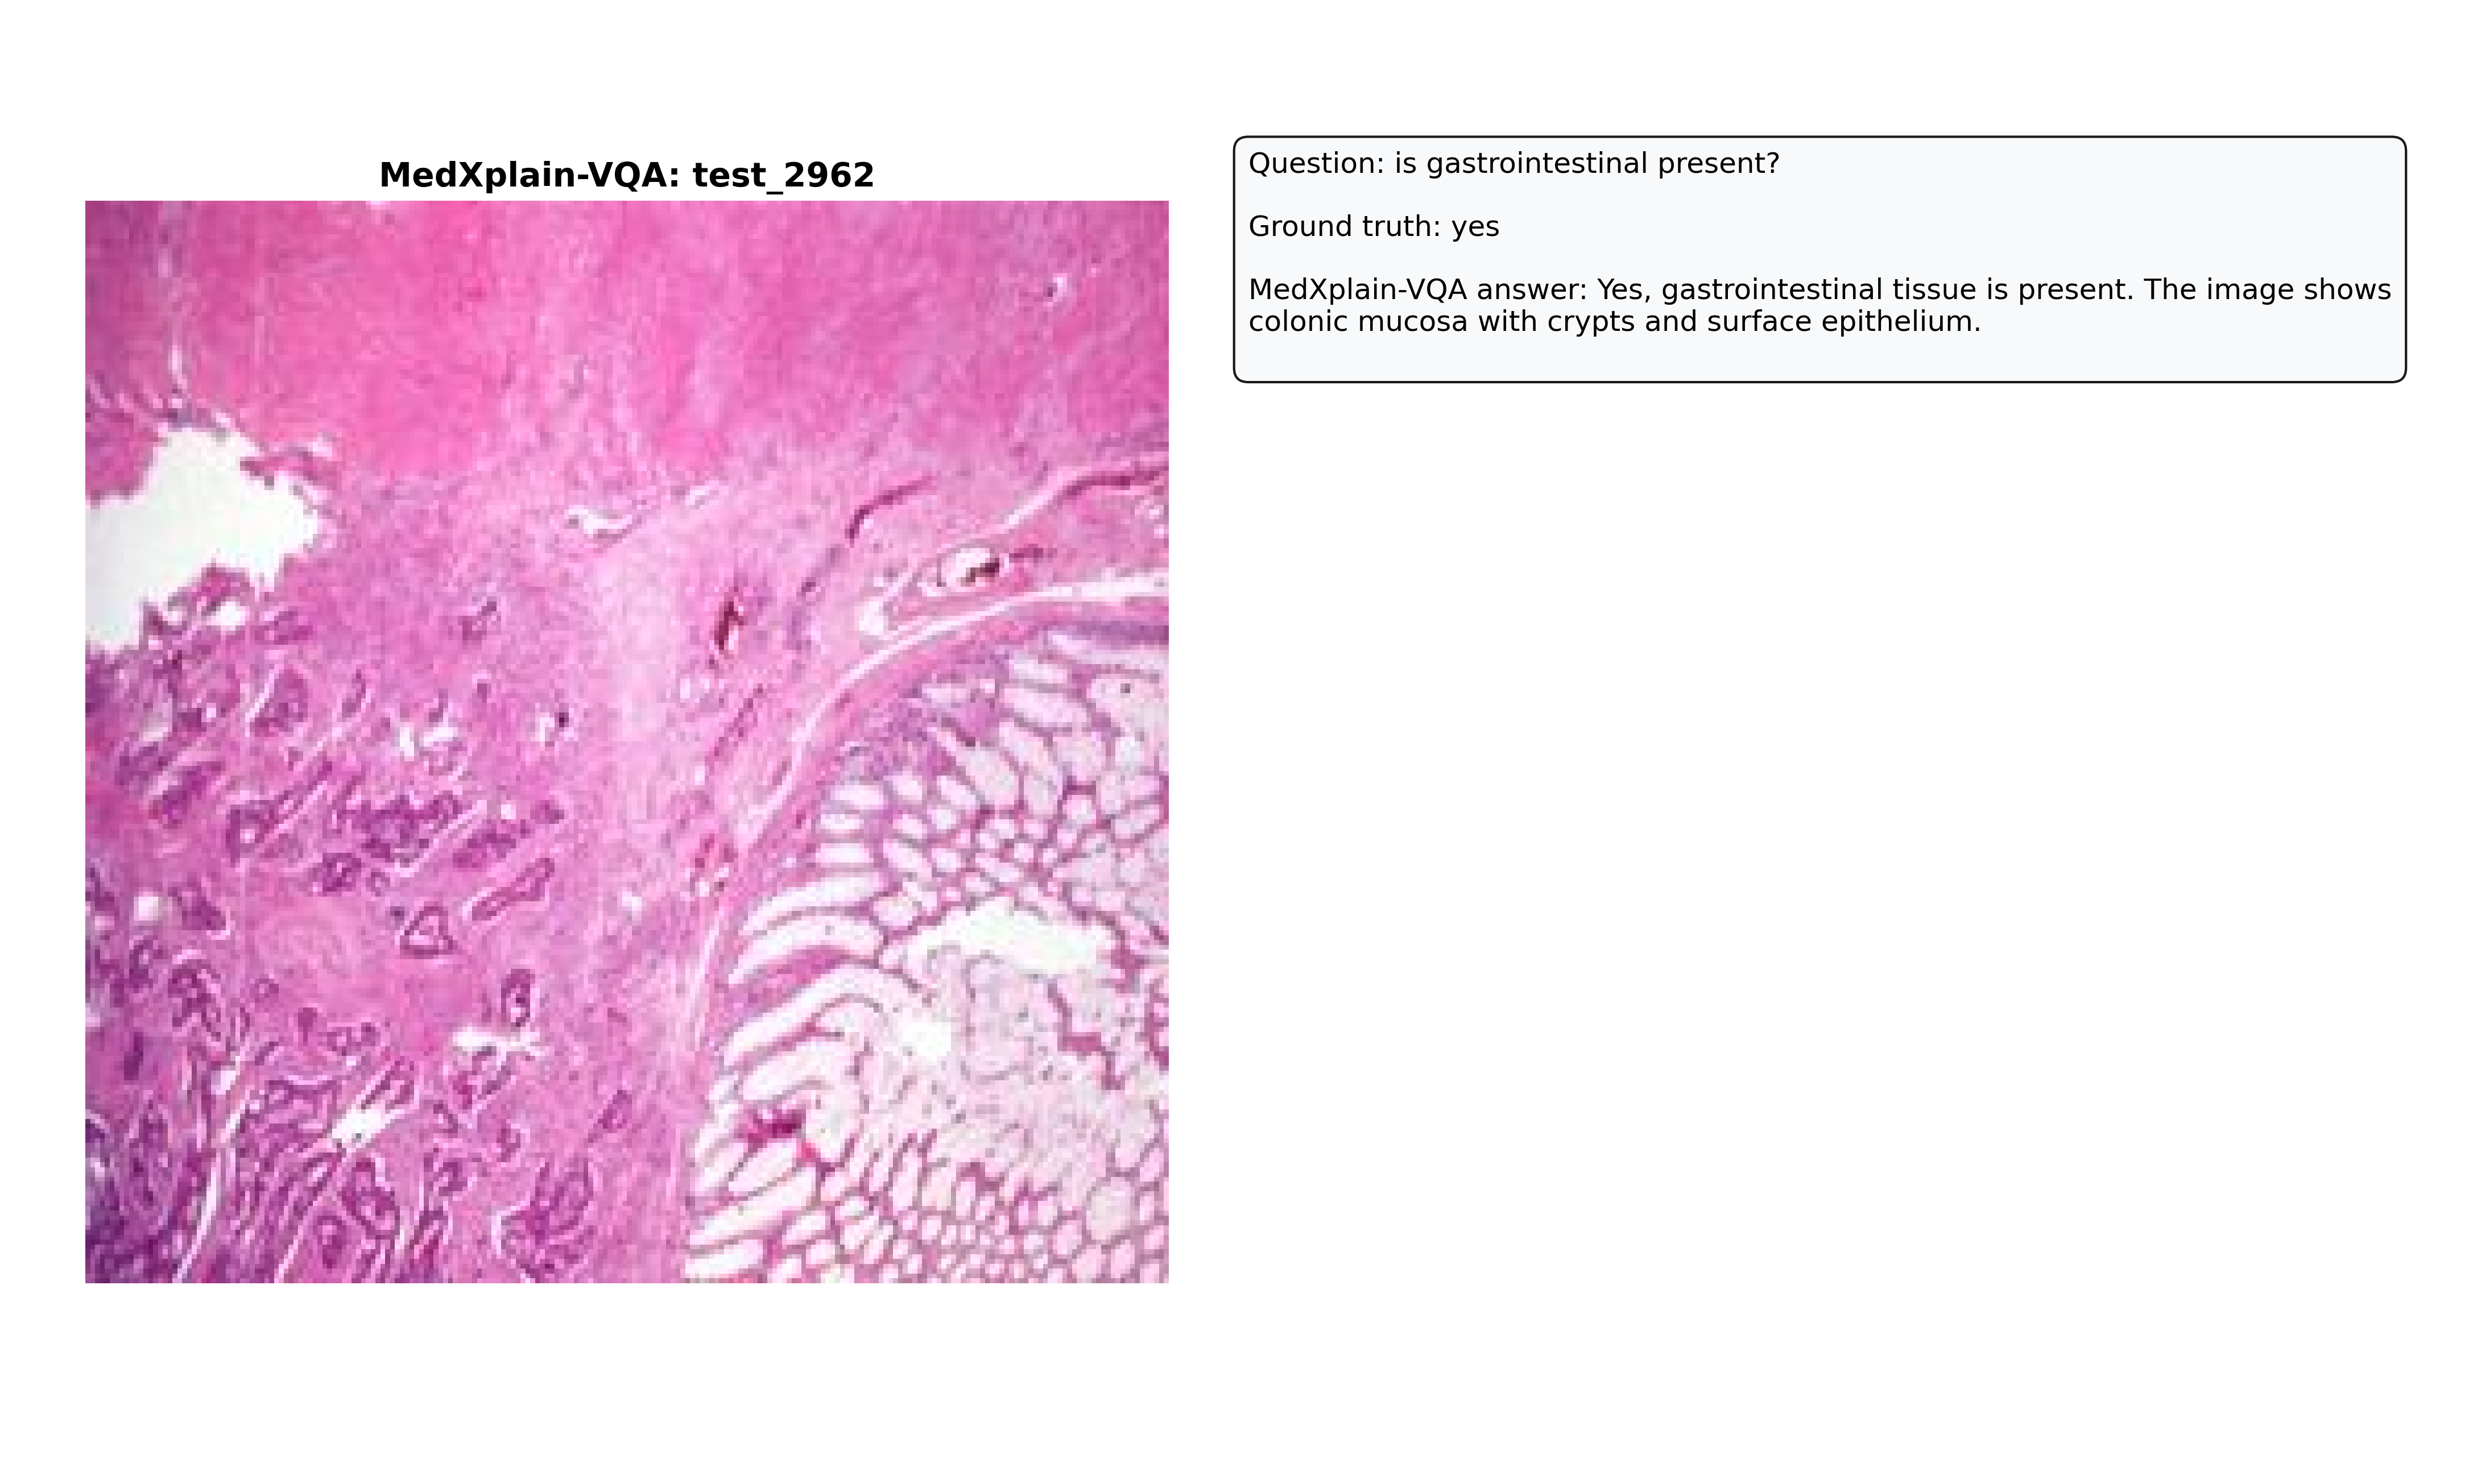 MedXplain-VQA: test_2962
Question: is gastrointestinal present?
Ground truth: yes
MedXplain-VQA answer: Yes, gastrointestinal tissue is present. The image shows
colonic mucosa with crypts and surface epithelium.